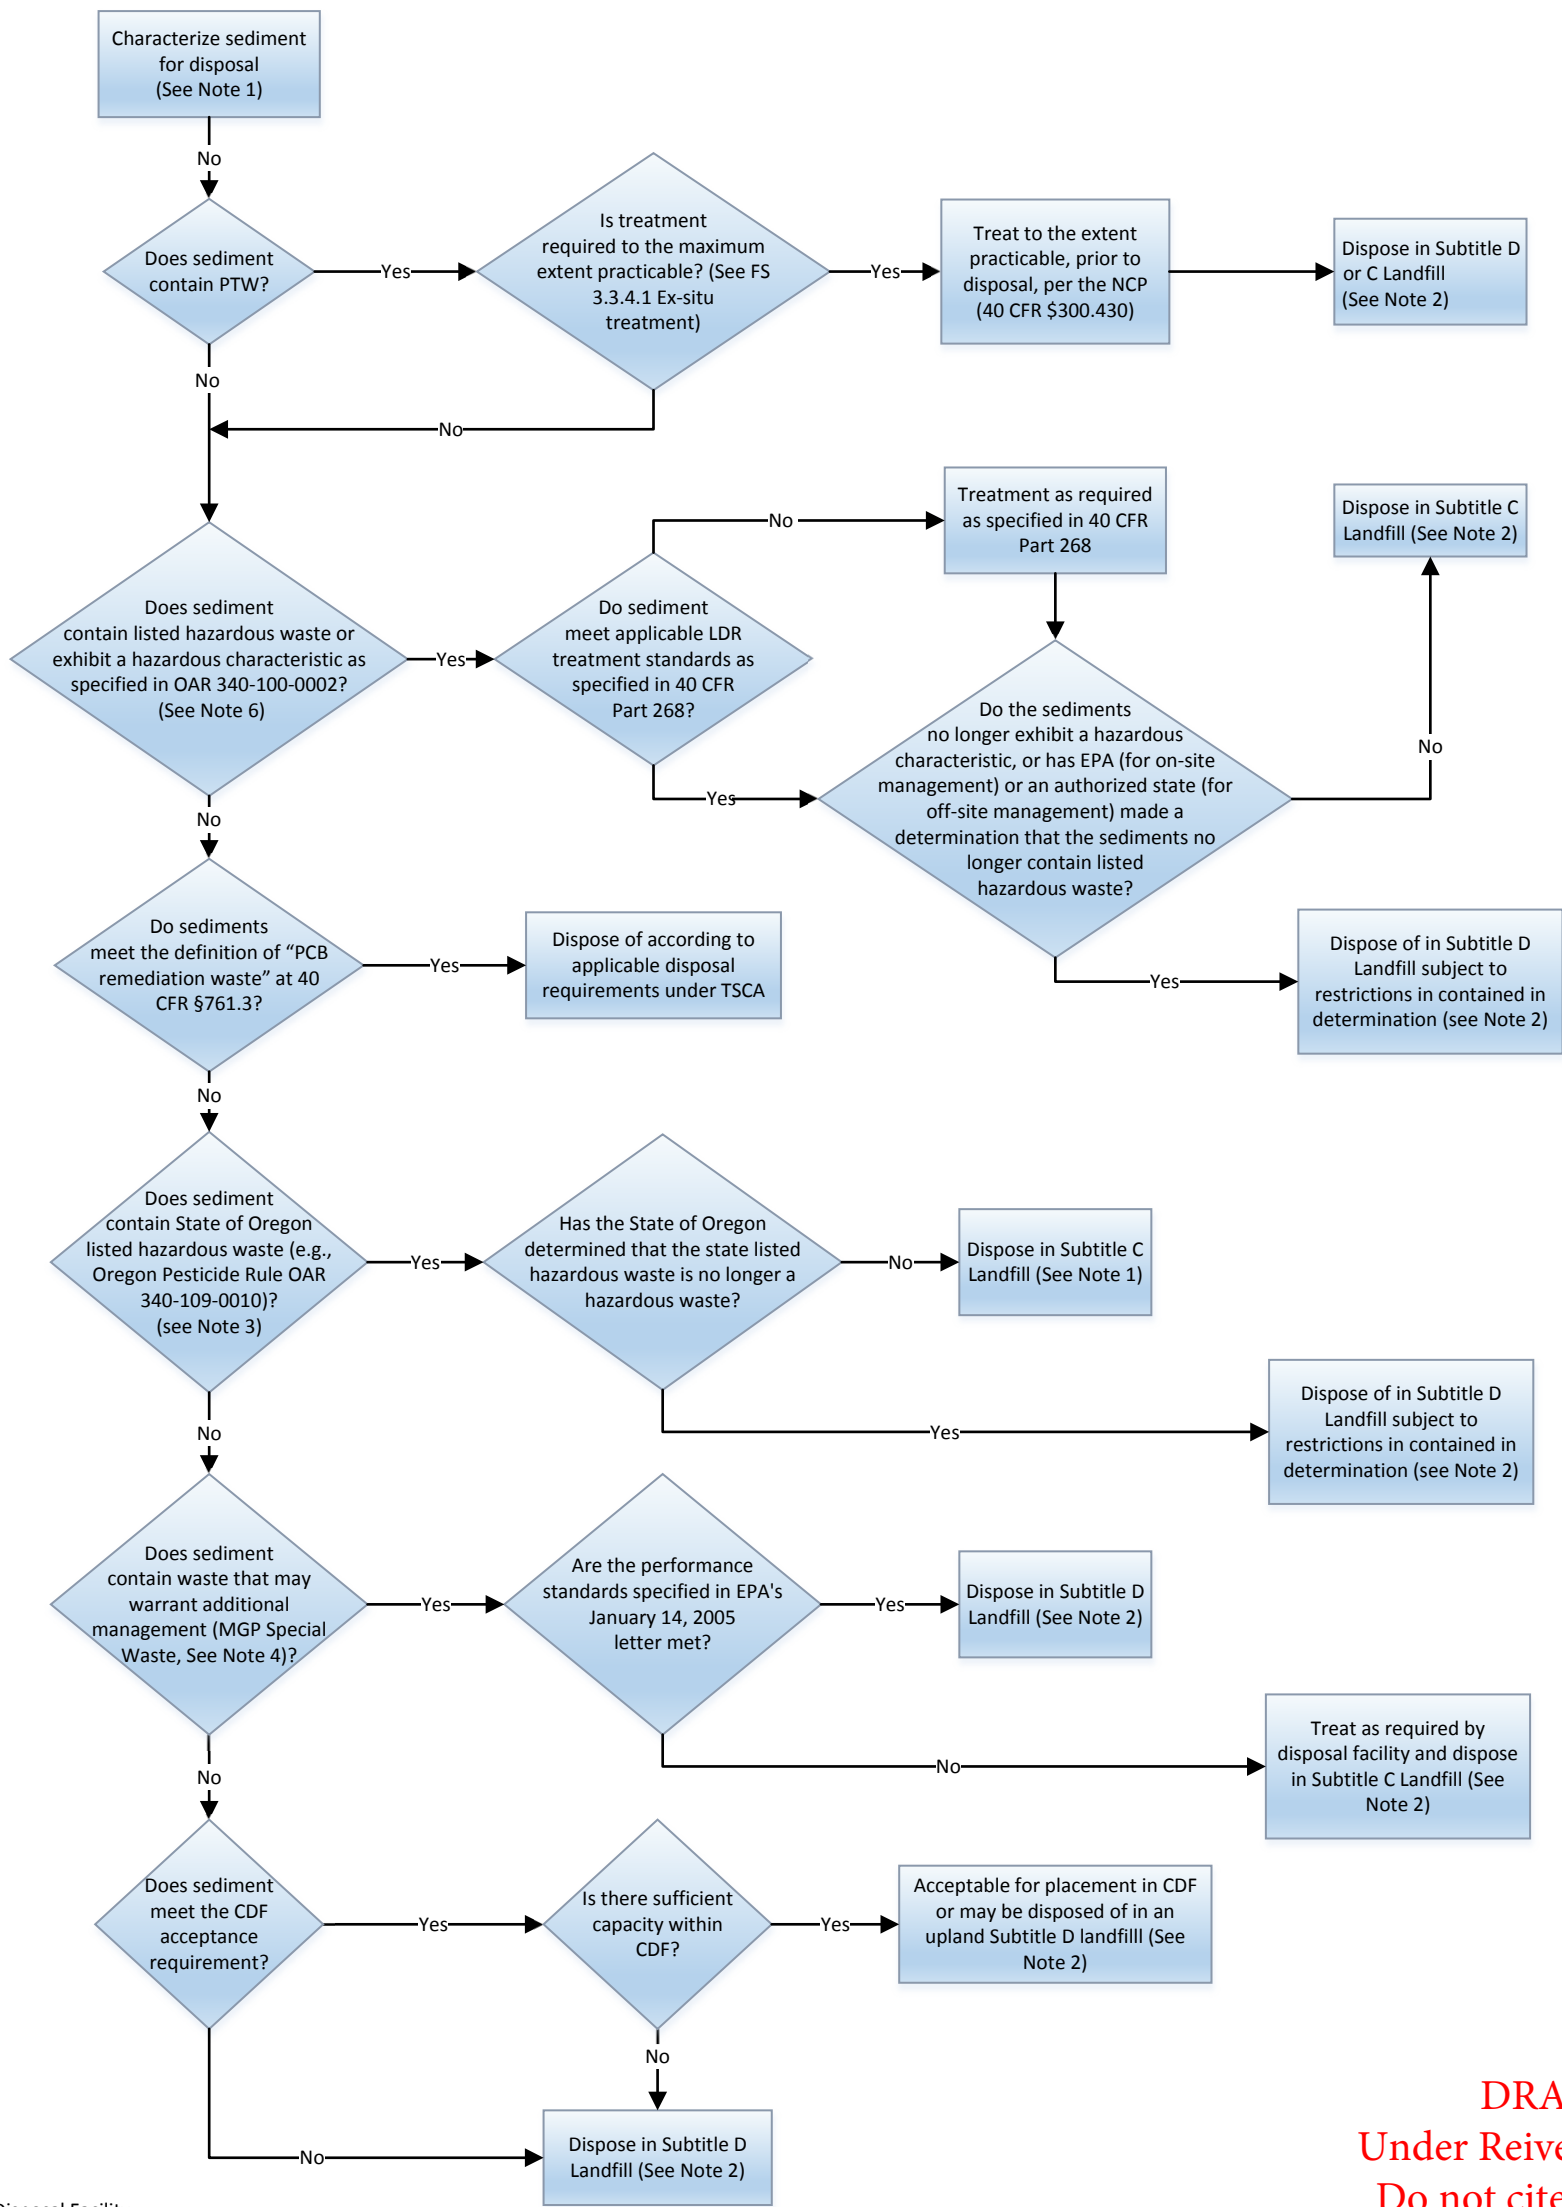 Characterize sediment
for disposal
(See Note 1)
No
Does sediment
contain PTW?
Yes
Is treatment
required to the maximum
extent practicable? (See FS
3.3.4.1 Ex-situ
treatment)
Yes
Treat to the extent
practicable, prior to
disposal, per the NCP
(40 CFR $300.430)
Dispose in Subtitle D
or C Landfill
(See Note 2)
No
No
Does sediment
contain listed hazardous waste or
exhibit a hazardous characteristic as
specified in OAR 340-100-0002?
(See Note 6)
Yes
Do sediment
meet applicable LDR
treatment standards as
specified in 40 CFR
Part 268?
No
Treatment as required
as specified in 40 CFR
Part 268
Yes
Do the sediments
no longer exhibit a hazardous
characteristic, or has EPA (for on-site
management) or an authorized state (for
off-site management) made a
determination that the sediments no
longer contain listed
hazardous waste?
No
Dispose in Subtitle C
Landfill (See Note 2)
Yes
Dispose of in Subtitle D
Landfill subject to
restrictions in contained in
determination (see Note 2)
No
Do sediments
meet the definition of “PCB
remediation waste” at 40
CFR §761.3?
Yes
Dispose of according to
applicable disposal
requirements under TSCA
No
Does sediment
contain State of Oregon
listed hazardous waste (e.g.,
Oregon Pesticide Rule OAR
340-109-0010)?
(see Note 3)
Yes
Has the State of Oregon
determined that the state listed
hazardous waste is no longer a
hazardous waste?
No
Dispose in Subtitle C
Landfill (See Note 1)
Yes
Dispose of in Subtitle D
Landfill subject to
restrictions in contained in
determination (see Note 2)
No
Does sediment
contain waste that may
warrant additional
management (MGP Special
Waste, See Note 4)?
Yes
Are the performance
standards specified in EPA's
January 14, 2005
letter met?
Yes
Dispose in Subtitle D
Landfill (See Note 2)
No
Treat as required by
disposal facility and dispose
in Subtitle C Landfill (See
Note 2)
No
Does sediment
meet the CDF
acceptance
requirement?
Yes
Is there sufficient
capacity within
CDF?
Yes
Acceptable for placement in CDF
or may be disposed of in an
upland Subtitle D landfilll (See
Note 2)
No
No
Dispose in Subtitle D
Landfill (See Note 2)
DRA
Under Reive
Do not cite